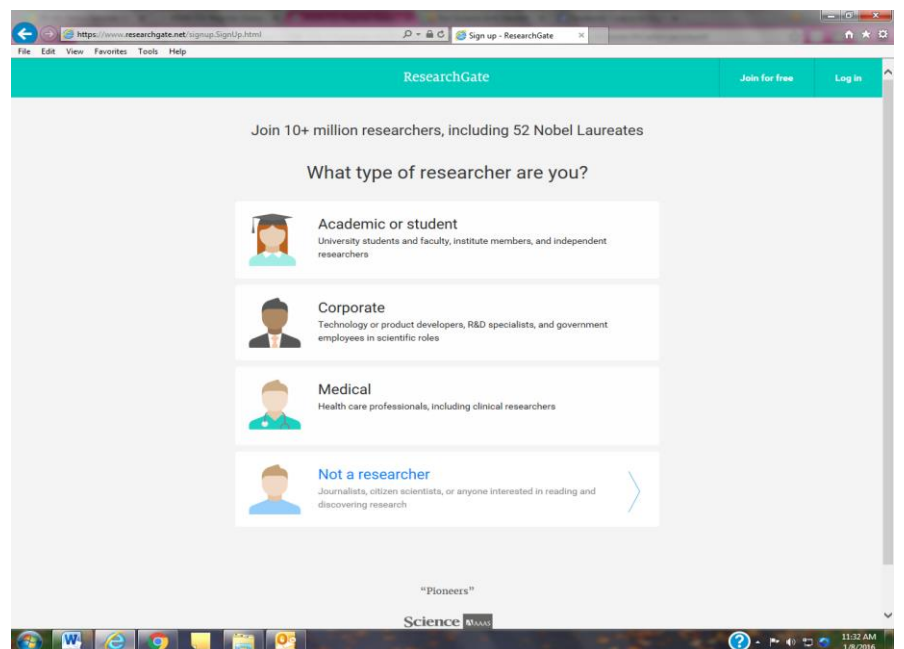 https://www.researchgate.net/signup.SignUp.html
Sign up - ResearchGate
File Edit View Favorites Tools Help
ResearchGate
Join for free
Log in
Join 10+ million researchers, including 52 Nobel Laureates
What type of researcher are you?
Academic or student
University students and faculty, institute members, and independent
researchers
Corporate
Technology or product developers, R&D specialists, and government
employees in scientific roles
Medical
Health care professionals, including clinical researchers
Not a researcher
Journalists, citizen scientists, or anyone interested in reading and
discovering research
"Pioneers"
Science AAAS
11:32 AM
1/8/2016